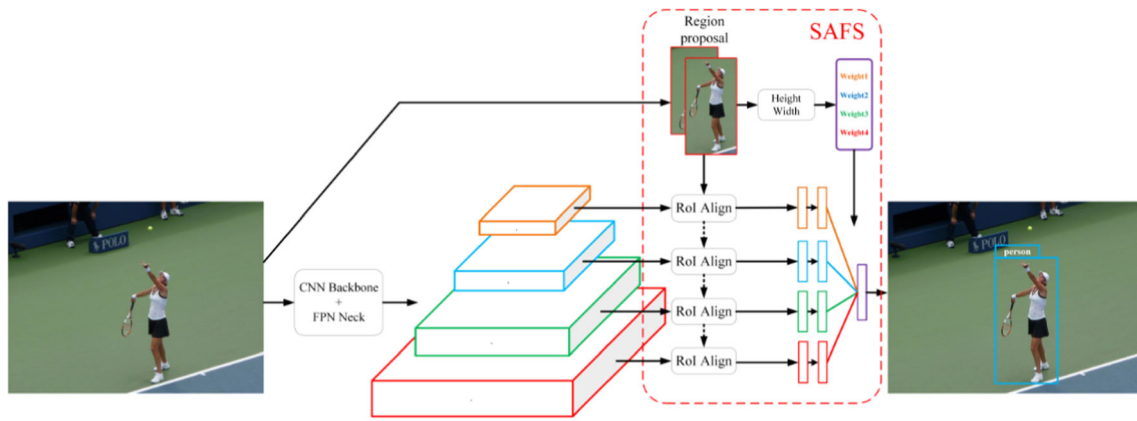 Region
proposal
SAFS
Height
Width
Weight1
Weight2
Weight3
Weight4
RoI Align
RoI Align
RoI Align
RoI Align
CNN Backbone
+
FPN Neck
POLO
POLO
person